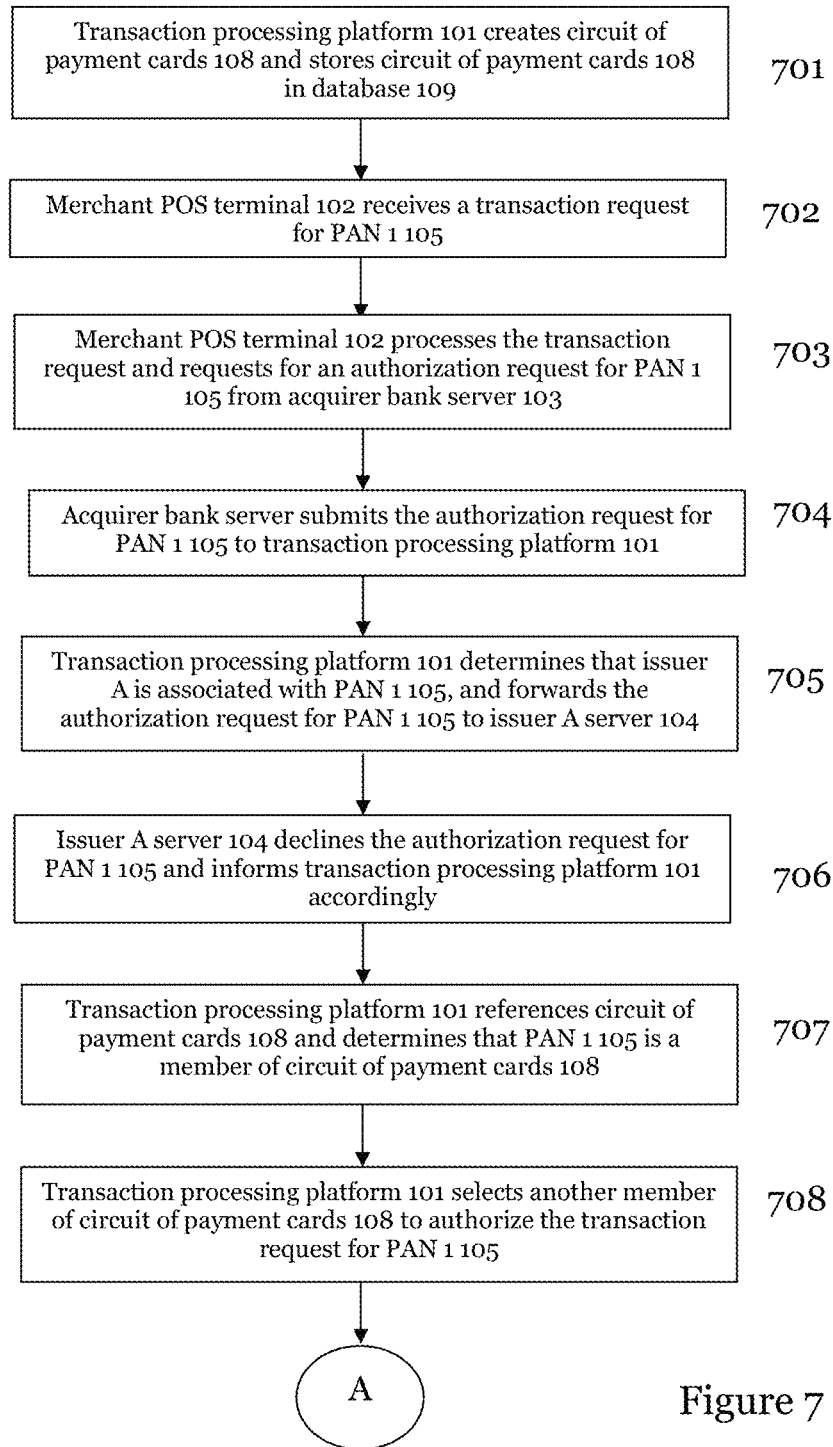 Transaction processing platform 101 creates circuit of
payment cards 108 and stores circuit of payment cards 108
in database 109
701
Merchant POS terminal 102 receives a transaction request
for PAN 1 105
702
Merchant POS terminal 102 processes the transaction
request and requests for an authorization request for PAN 1
105 from acquirer bank server 103
703
Acquirer bank server submits the authorization request for
PAN 1 105 to transaction processing platform 101
704
Transaction processing platform 101 determines that issuer
A is associated with PAN 1 105, and forwards the
authorization request for PAN 1 105 to issuer A server 104
705
Issuer A server 104 declines the authorization request for
PAN 1 105 and informs transaction processing platform 101
accordingly
706
Transaction processing platform 101 references circuit of
payment cards 108 and determines that PAN 1 105 is a
member of circuit of payment cards 108
707
Transaction processing platform 101 selects another member
of circuit of payment cards 108 to authorize the transaction
request for PAN 1 105
708
A
Figure 7